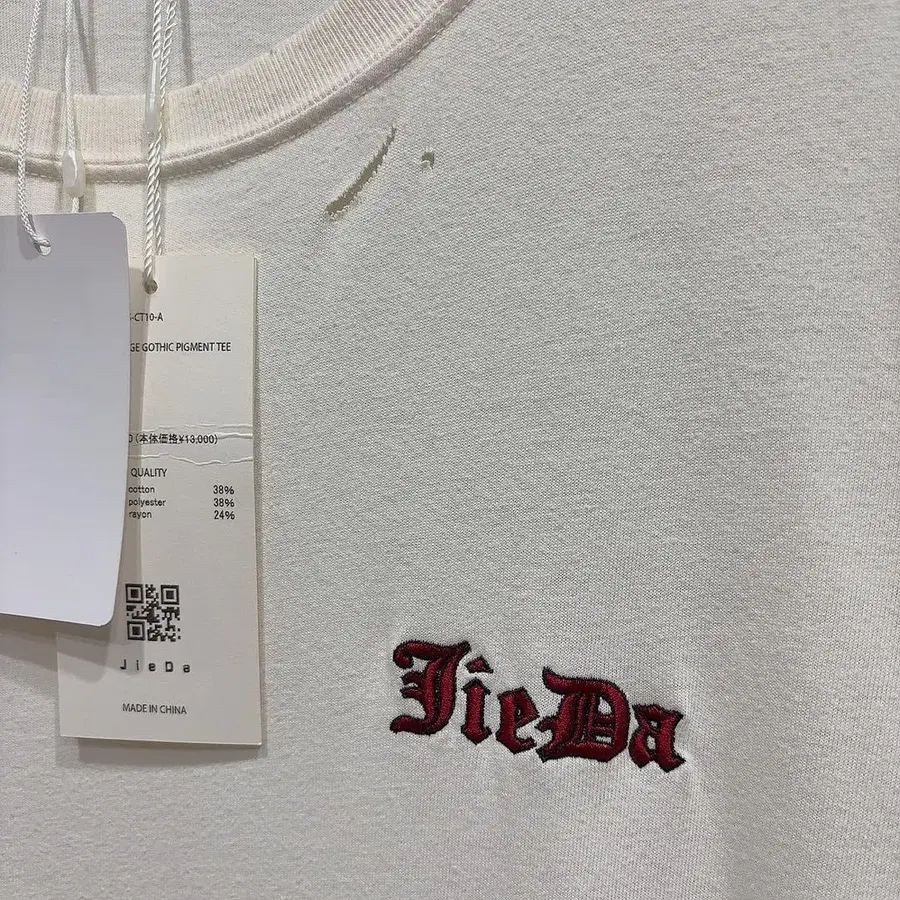 -CT10-A
GE GOTHIC PIGMENT TEE
0 (本体価格¥13,000)
QUALITY
cotton 38%
polyester 38%
rayon 24%
JieDa
MADE IN CHINA
JieDa